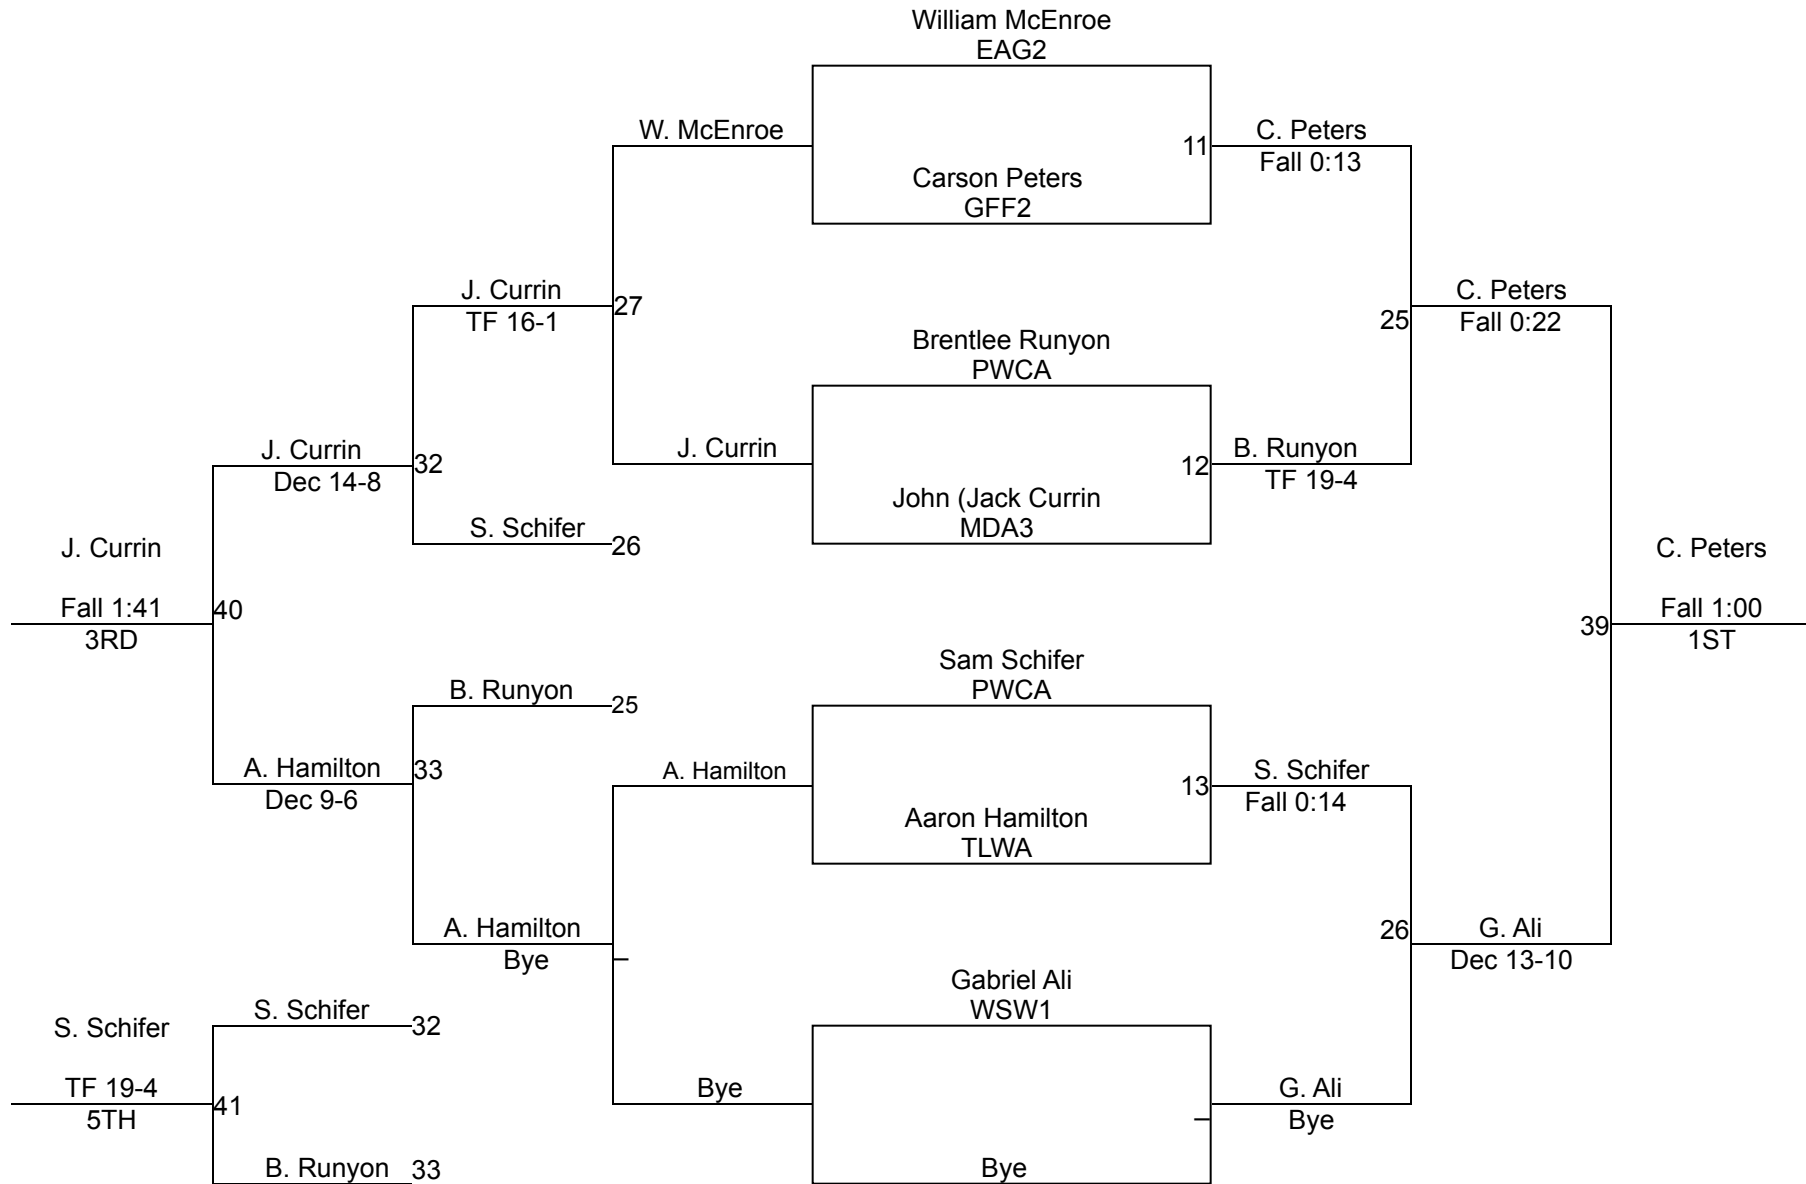 William McEnroe
EAG2
W. McEnroe
11
C. Peters
Fall 0:13
Carson Peters
GFF2
J. Currin
TF 16-1
27
C. Peters
Fall 0:22
25
Brentlee Runyon
PWCA
J. Currin
Dec 14-8
32
J. Currin
12
B. Runyon
TF 19-4
John (Jack Currin
MDA3
S. Schifer
26
J. Currin
Fall 1:41
3RD
40
C. Peters
Fall 1:00
1ST
39
Sam Schifer
PWCA
B. Runyon
25
A. Hamilton
Dec 9-6
33
A. Hamilton
13
S. Schifer
Fall 0:14
Aaron Hamilton
TLWA
A. Hamilton
Bye
26
G. Ali
Dec 13-10
Gabriel Ali
WSW1
S. Schifer
32
S. Schifer
TF 19-4
5TH
41
Bye
G. Ali
Bye
B. Runyon
33
Bye